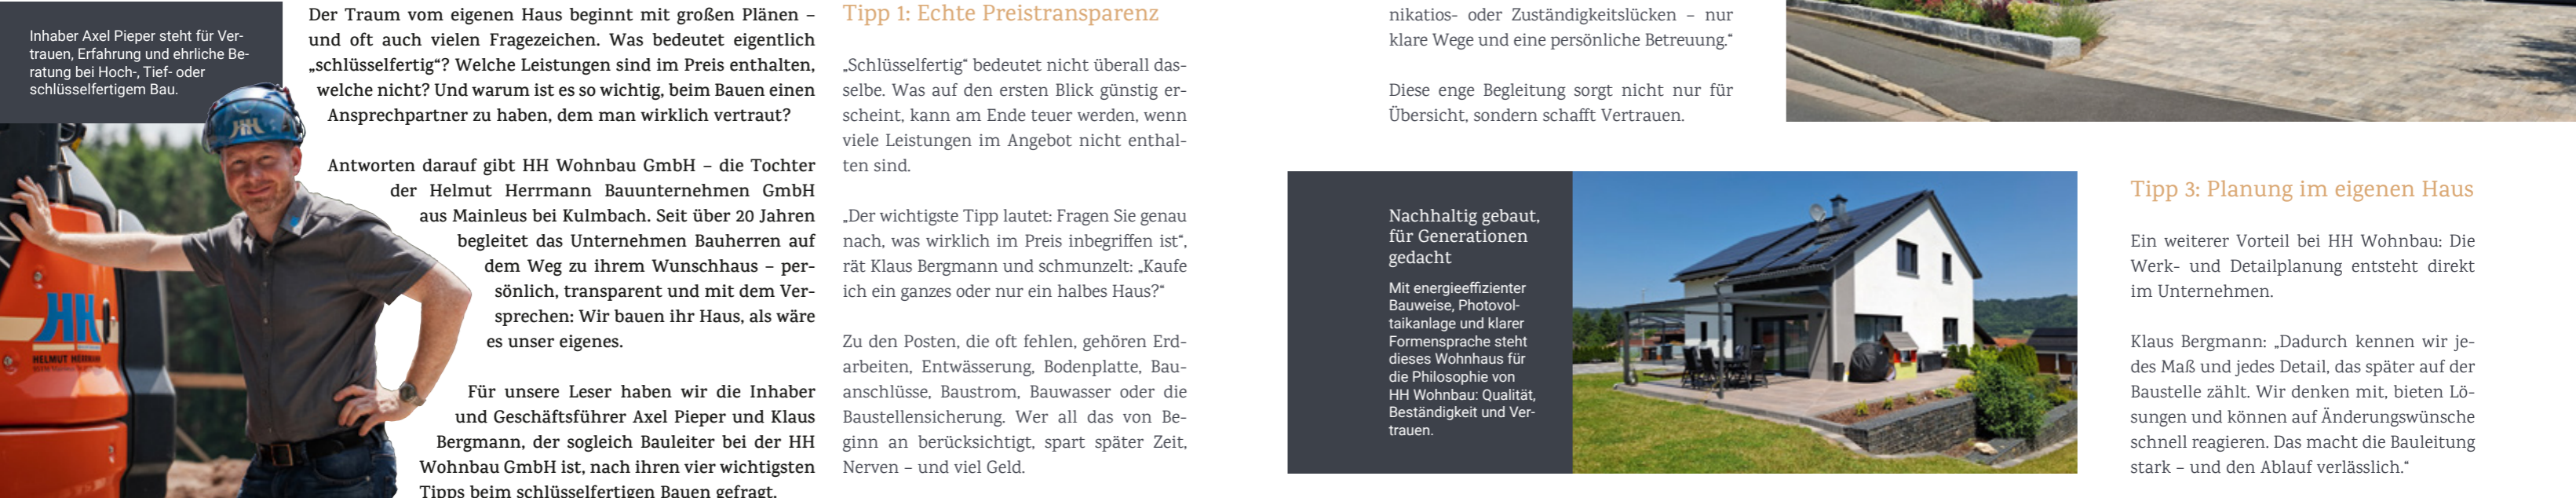 Inhaber Axel Pieper steht für Ver-
trauen, Erfahrung und ehrliche Be-
ratung bei Hoch-, Tief- oder
schlüsselfertigem Bau.
HH
HH
HELMUT HERRMANN
Der Traum vom eigenen Haus beginnt mit großen Plänen –
und oft auch vielen Fragezeichen. Was bedeutet eigentlich
„schlüsselfertig“? Welche Leistungen sind im Preis enthalten,
welche nicht? Und warum ist es so wichtig, beim Bauen einen
Ansprechpartner zu haben, dem man wirklich vertraut?
Antworten darauf gibt HH Wohnbau GmbH – die Tochter
der Helmut Herrmann Bauunternehmen GmbH
aus Mainleus bei Kulmbach. Seit über 20 Jahren
begleitet das Unternehmen Bauherren auf
dem Weg zu ihrem Wunschhaus – per-
sönlich, transparent und mit dem Ver-
sprechen: Wir bauen ihr Haus, als wäre
es unser eigenes.
Für unsere Leser haben wir die Inhaber
und Geschäftsführer Axel Pieper und Klaus
Bergmann, der sogleich Bauleiter bei der HH
Wohnbau GmbH ist, nach ihren vier wichtigsten
Tipps beim schlüsselfertigen Bauen gefragt.
Tipp 1: Echte Preistransparenz
„Schlüsselfertig“ bedeutet nicht überall das-
selbe. Was auf den ersten Blick günstig er-
scheint, kann am Ende teuer werden, wenn
viele Leistungen im Angebot nicht enthal-
ten sind.
„Der wichtigste Tipp lautet: Fragen Sie genau
nach, was wirklich im Preis inbegriffen ist“,
rät Klaus Bergmann und schmunzelt: „Kaufe
ich ein ganzes oder nur ein halbes Haus?“
Zu den Posten, die oft fehlen, gehören Erd-
arbeiten, Entwässerung, Bodenplatte, Bau-
anschlüsse, Baustrom, Bauwasser oder die
Baustellensicherung. Wer all das von Be-
ginn an berücksichtigt, spart später Zeit,
Nerven – und viel Geld.
nikatios- oder Zuständigkeitslücken – nur
klare Wege und eine persönliche Betreuung.“
Diese enge Begleitung sorgt nicht nur für
Übersicht, sondern schafft Vertrauen.
Nachhaltig gebaut,
für Generationen
gedacht
Mit energieeffizienter
Bauweise, Photovol-
taikanlage und klarer
Formensprache steht
dieses Wohnhaus für
die Philosophie von
HH Wohnbau: Qualität,
Beständigkeit und Ver-
trauen.
Tipp 3: Planung im eigenen Haus
Ein weiterer Vorteil bei HH Wohnbau: Die
Werk- und Detailplanung entsteht direkt
im Unternehmen.
Klaus Bergmann: „Dadurch kennen wir je-
des Maß und jedes Detail, das später auf der
Baustelle zählt. Wir denken mit, bieten Lö-
sungen und können auf Änderungswünsche
schnell reagieren. Das macht die Bauleitung
stark – und den Ablauf verlässlich.“